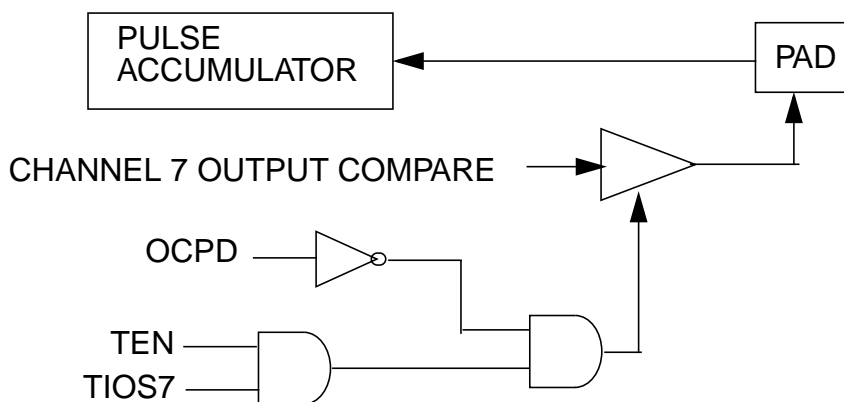 PULSE
ACCUMULATOR
PAD
CHANNEL 7 OUTPUT COMPARE
OCPD
TEN
TIOS7